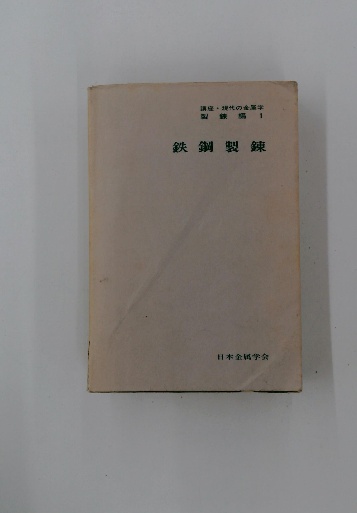 講座・現代の金属学
製錬編 1
鉄鋼製錬
日本金属学会